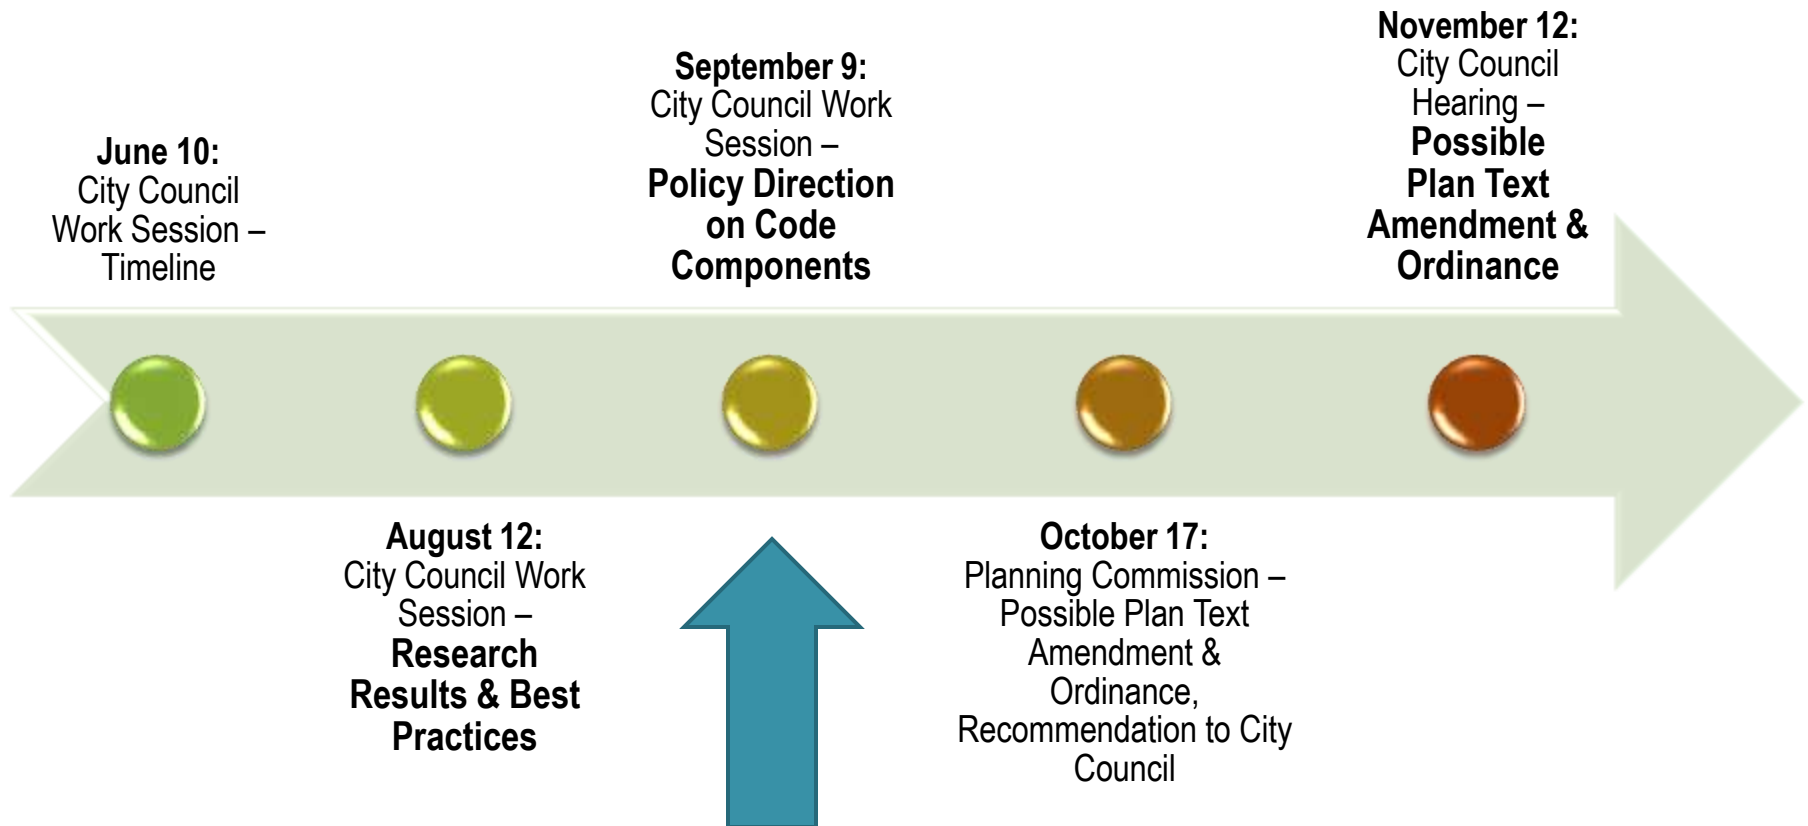 June 10:
City Council
Work Session –
Timeline
August 12:
City Council Work
Session –
Research
Results & Best
Practices
September 9:
City Council Work
Session –
Policy Direction
on Code
Components
October 17:
Planning Commission –
Possible Plan Text
Amendment &
Ordinance,
Recommendation to City
Council
November 12:
City Council
Hearing –
Possible
Plan Text
Amendment &
Ordinance